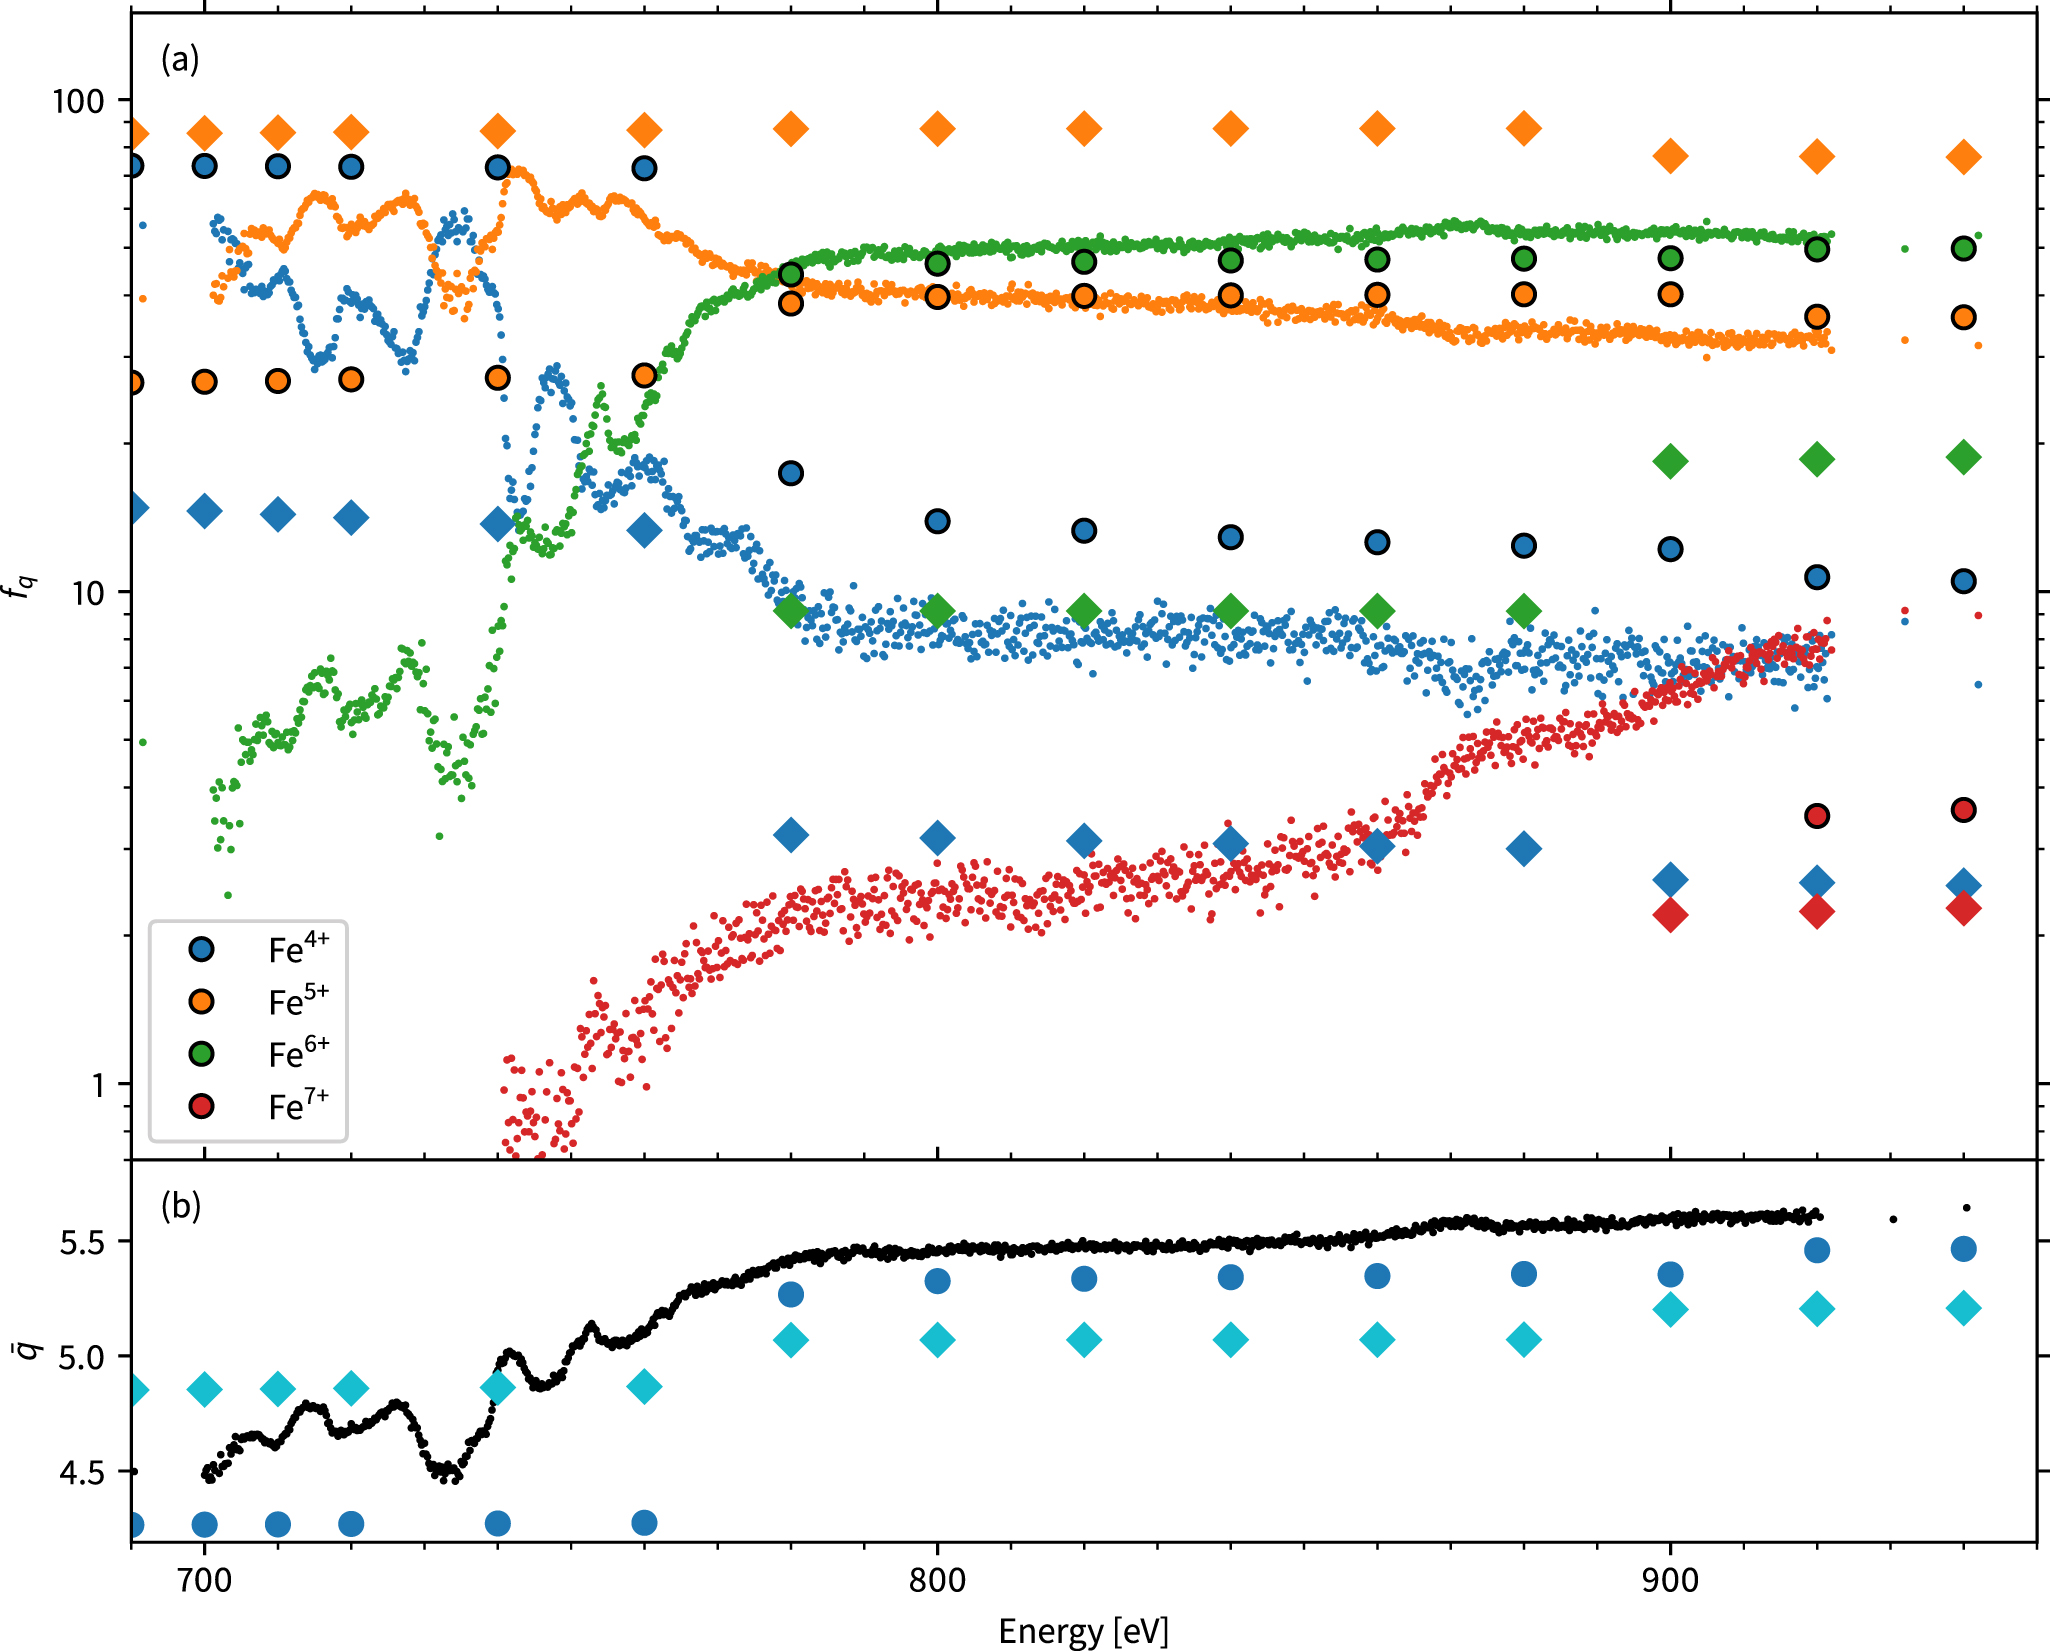 (a)
100
10
1
f_q
Fe⁴⁺
Fe⁵⁺
Fe⁶⁺
Fe⁷⁺
(b)
5.5
5.0
4.5
q̄
700 800 900
Energy [eV]